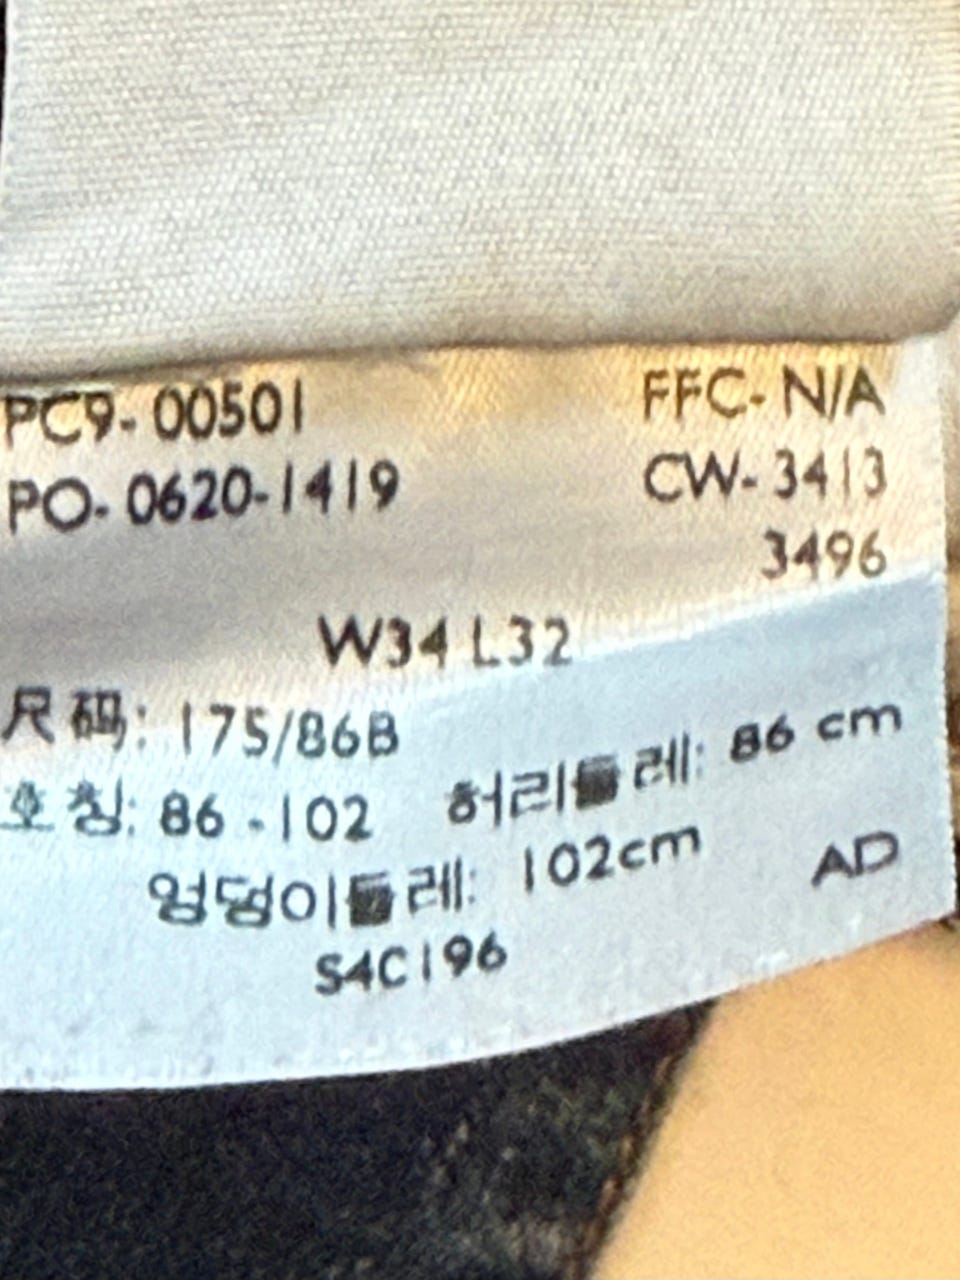 PC9-00501 FFC-N/A
PO-0620-1419 CW-3413
3496
W34 L32
尺码: 175/86B
호칭: 86-102 허리둘레: 86 cm
엉덩이둘레: 102cm AD
S4C196